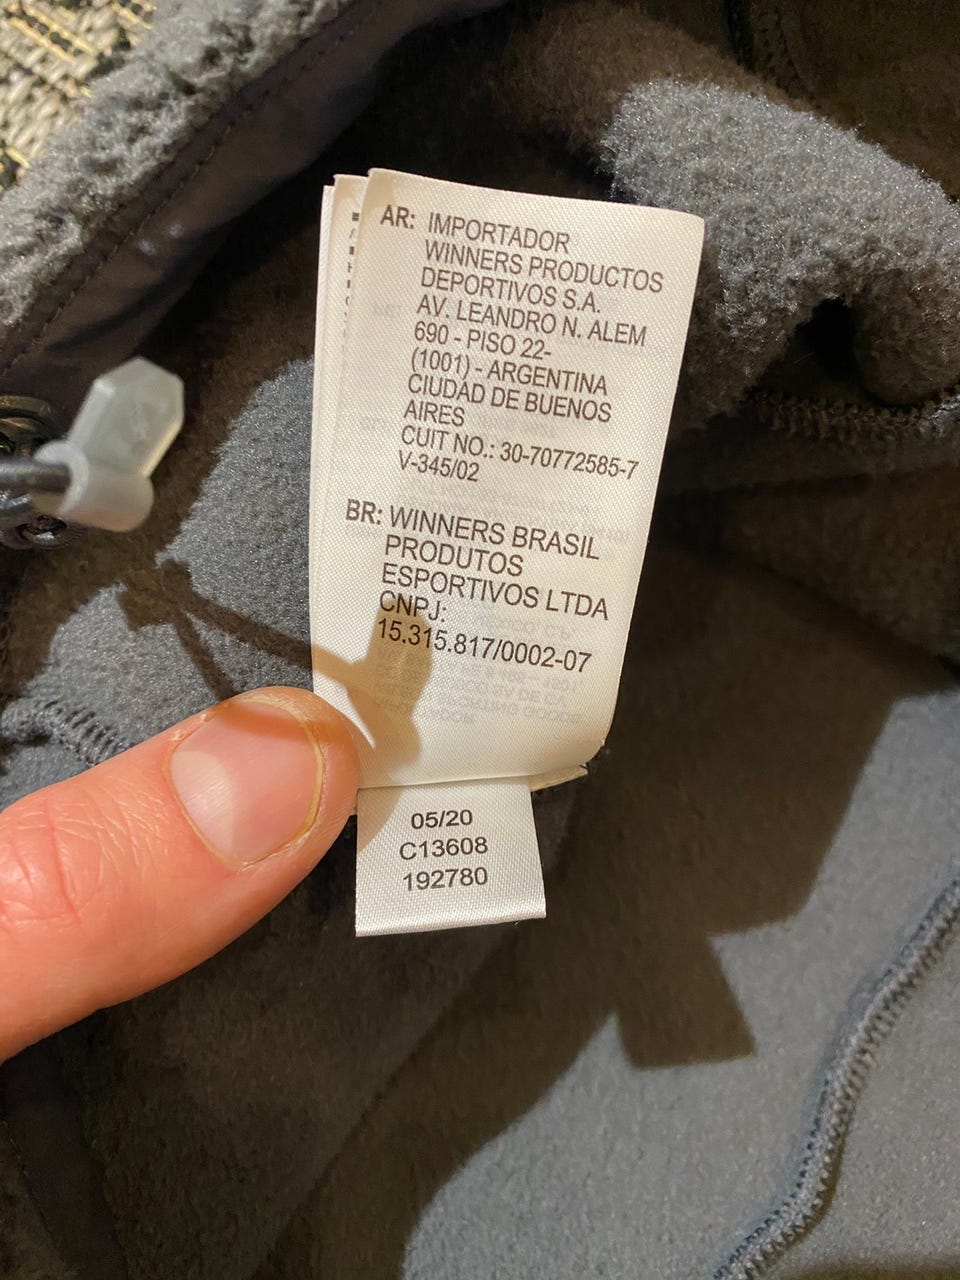 AR: IMPORTADOR
WINNERS PRODUCTOS
DEPORTIVOS S.A.
AV. LEANDRO N. ALEM
690 - PISO 22-
(1001) - ARGENTINA
CIUDAD DE BUENOS
AIRES
CUIT NO.: 30-70772585-7
V-345/02
BR: WINNERS BRASIL
PRODUTOS
ESPORTIVOS LTDA
CNPJ:
15.315.817/0002-07
05/20
C13608
192780